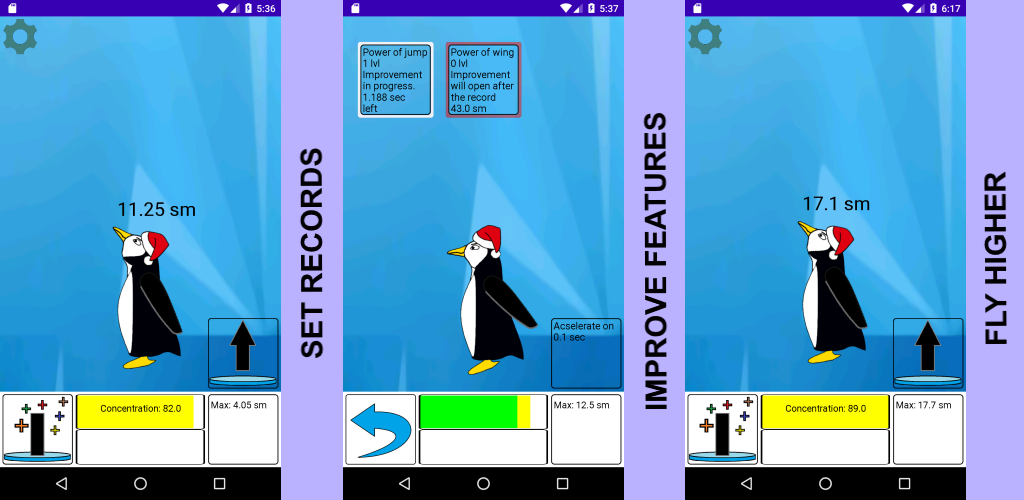 5:36
11.25 sm
Concentration: 82.0
Max: 4.05 sm
SET RECORDS
5:37
Power of jump
1 lvl
Improvement
in progress.
1.188 sec
left
Power of wing
0 lvl
Improvement
will open after
the record
43.0 sm
Acselerate on
0.1 sec
Max: 12.5 sm
IMPROVE FEATURES
6:17
17.1 sm
Concentration: 89.0
Max: 17.7 sm
FLY HIGHER